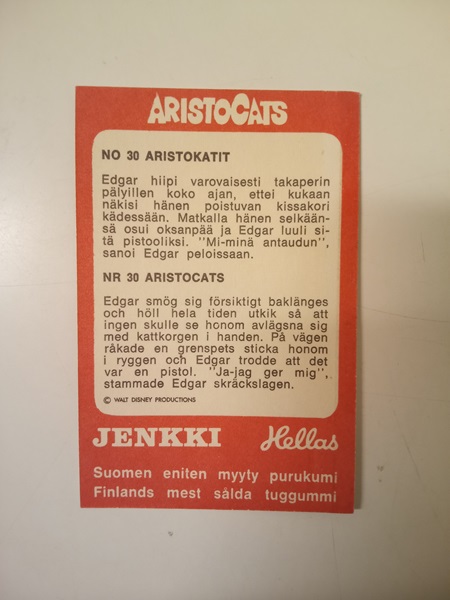 ARISTOCATS
NO 30 ARISTOKATIT
Edgar hiipi varovaisesti takaperin
pälyillen koko ajan, ettei kukaan
näkisi hänen poistuvan kissakori
kädessään. Matkalla hänen selkään-
sä osui oksanpää ja Edgar luuli si-
tä pistooliksi. "Mi-minä antaudun",
sanoi Edgar peloissaan.
NR 30 ARISTOCATS
Edgar smög sig försiktigt baklänges
och höll hela tiden utkik så att
ingen skulle se honom avlägsna sig
med kattkorgen i handen. På vägen
råkade en grenspets sticka honom
i ryggen och Edgar trodde att det
var en pistol. "Ja-jag ger mig",
stammade Edgar skräckslagen.
© WALT DISNEY PRODUCTIONS
JENKKI Hellas
Suomen eniten myyty purukumi
Finlands mest sålda tuggummi